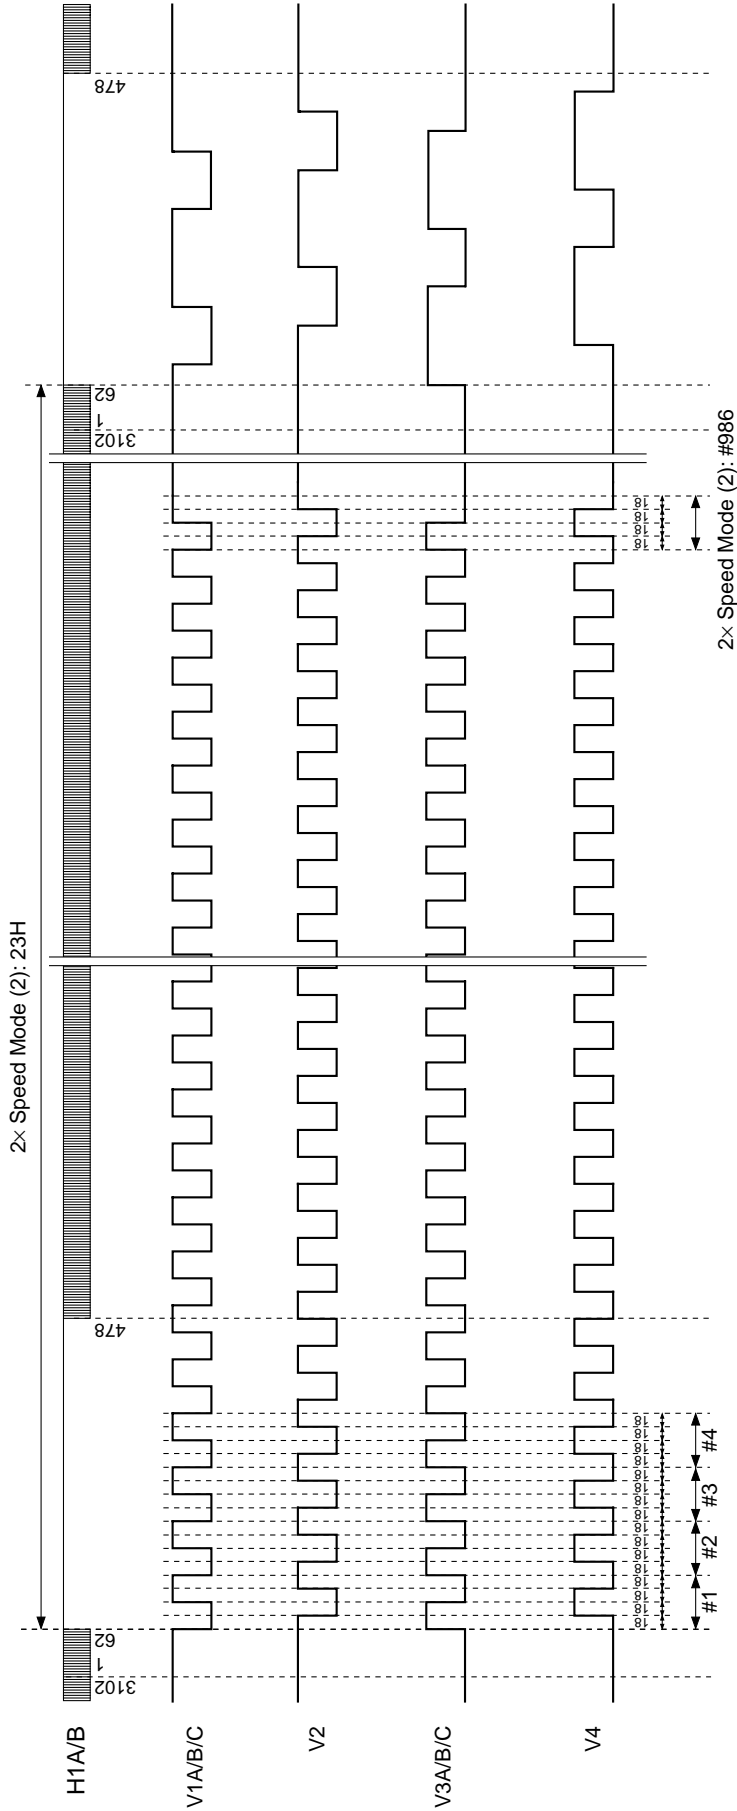 2× Speed Mode (2): 23H
H1A/B
3102 1 62 478 3102 1 62 478
V1A/B/C
V2
V3A/B/C
V4
18 18 18 18 18 18 18 18 18 18 18 18 18 18 18 18 18 18 18 18
#1 #2 #3 #4
2× Speed Mode (2): #986